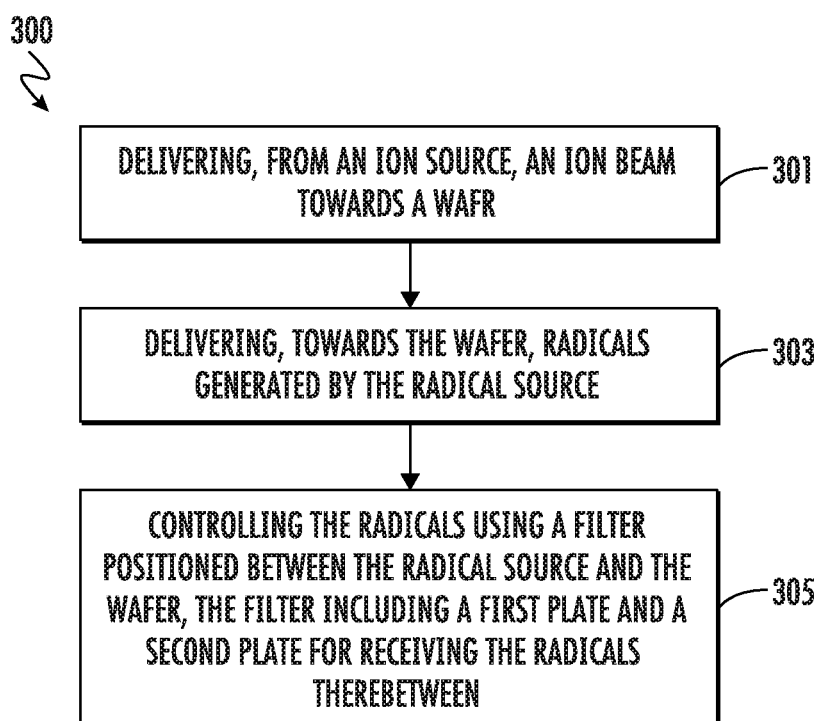 300
DELIVERING, FROM AN ION SOURCE, AN ION BEAM
TOWARDS A WAFR
301
DELIVERING, TOWARDS THE WAFER, RADICALS
GENERATED BY THE RADICAL SOURCE
303
CONTROLLING THE RADICALS USING A FILTER
POSITIONED BETWEEN THE RADICAL SOURCE AND THE
WAFER, THE FILTER INCLUDING A FIRST PLATE AND A
SECOND PLATE FOR RECEIVING THE RADICALS
THEREBETWEEN
305